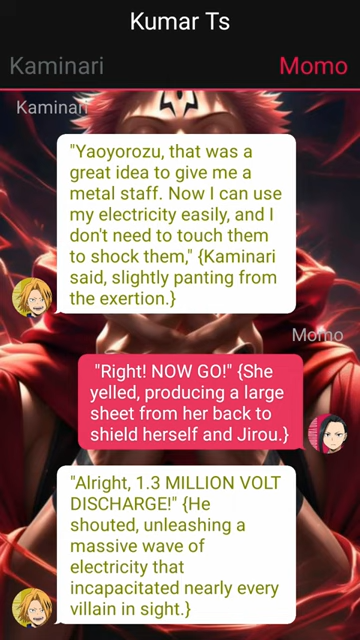 Kumar Ts
Kaminari
Momo
Kaminari
"Yaoyorozu, that was a
great idea to give me a
metal staff. Now I can use
my electricity easily, and I
don't need to touch them
to shock them," {Kaminari
said, slightly panting from
the exertion.}
Momo
"Right! NOW GO!" {She
yelled, producing a large
sheet from her back to
shield herself and Jirou.}
"Alright, 1.3 MILLION VOLT
DISCHARGE!" {He
shouted, unleashing a
massive wave of
electricity that
incapacitated nearly every
villain in sight.}